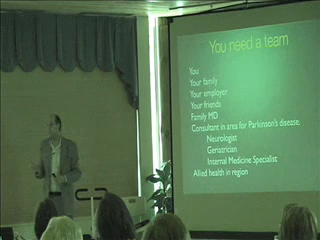 You need a team
You
Your family
Your employer
Your friends
Family MD
Consultant in area for Parkinson's disease.
Neurologist
Geriatrician
Internal Medicine Specialist
Allied health in region